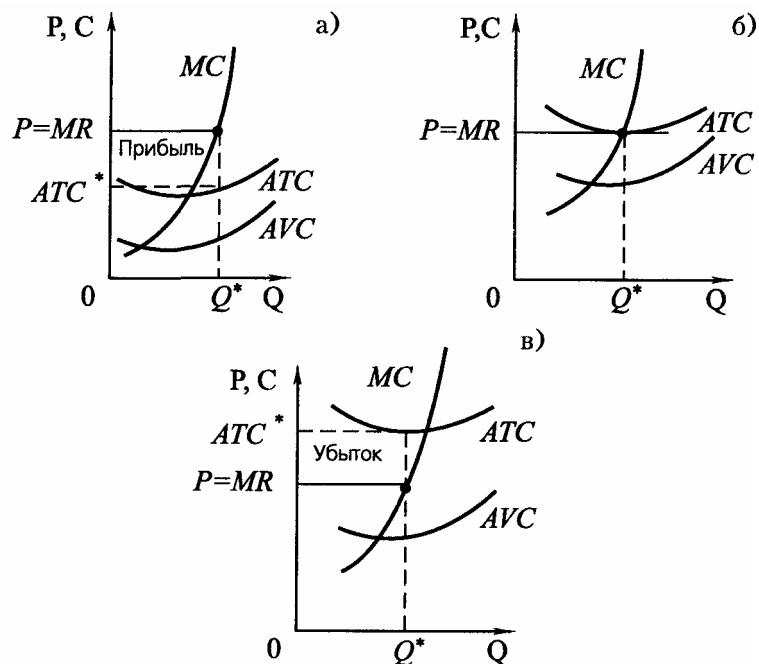 P, C
а)
MC
P=MR
Прибыль
ATC*
ATC
AVC
0
Q*
Q
P,C
б)
MC
P=MR
ATC
AVC
0
Q*
Q
в)
P, C
MC
ATC*
ATC
Убыток
P=MR
AVC
0
Q*
Q